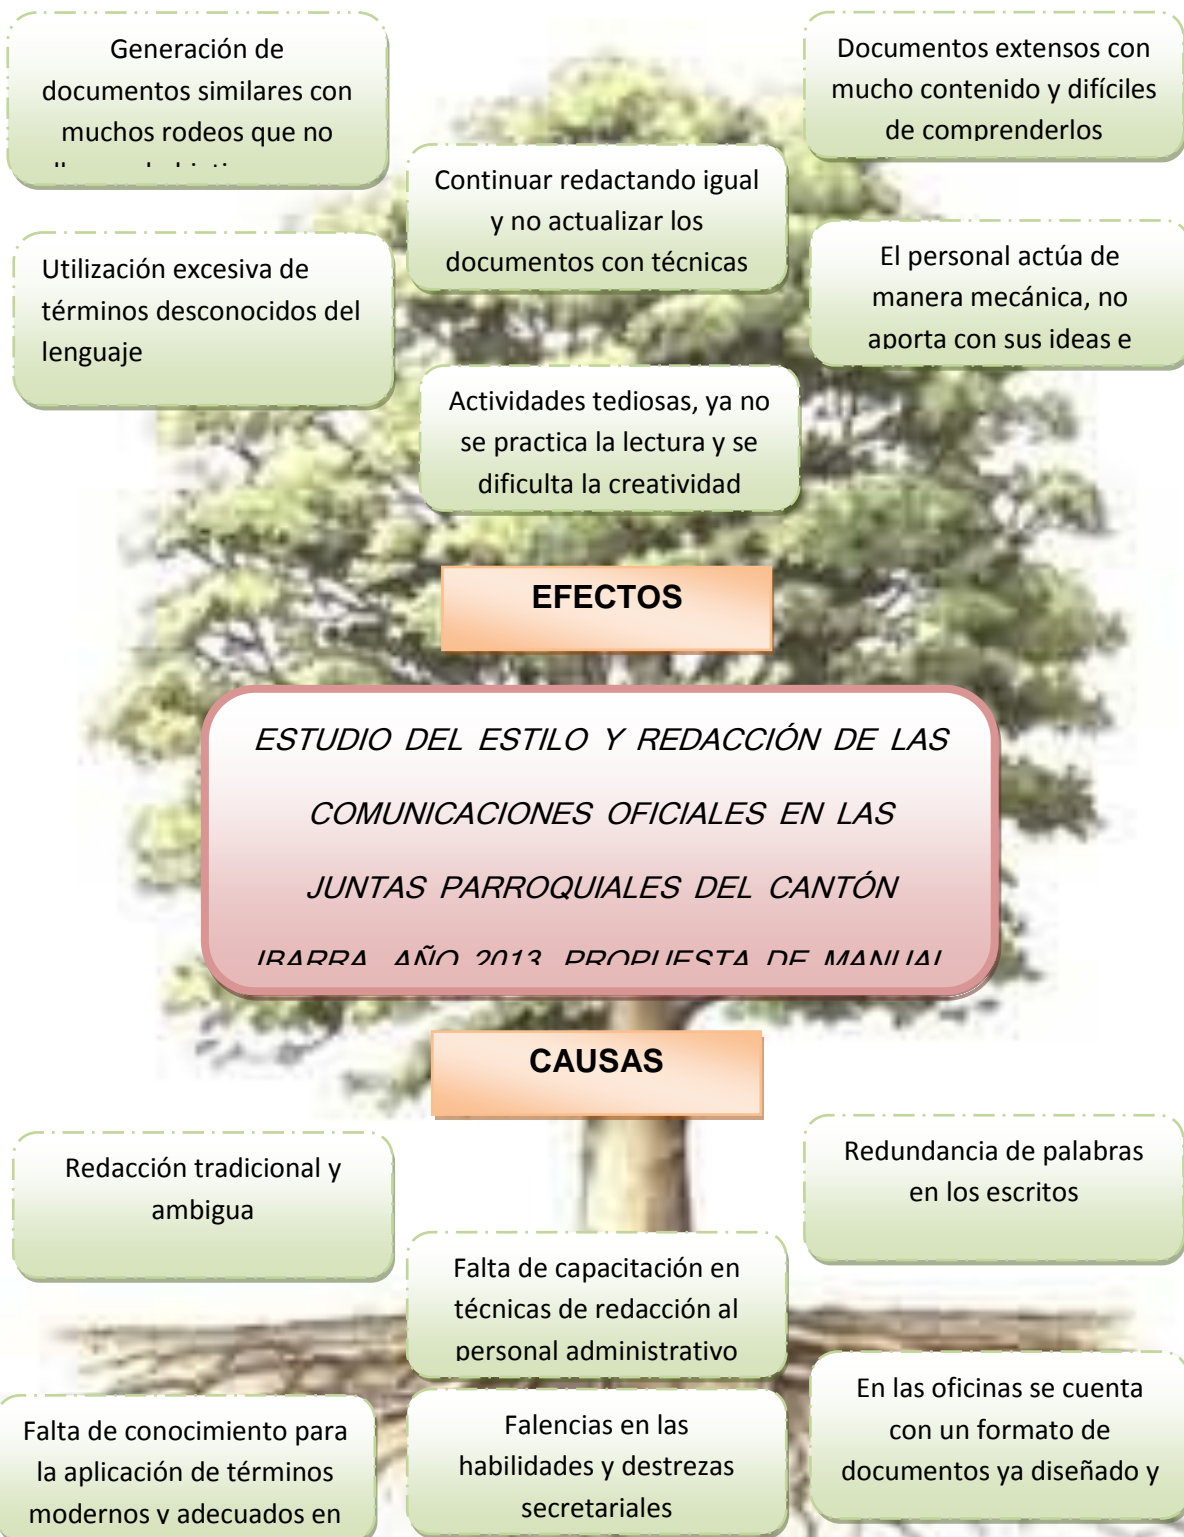 Generación de
documentos similares con
muchos rodeos que no
Documentos extensos con
mucho contenido y difíciles
de comprenderlos
Continuar redactando igual
y no actualizar los
documentos con técnicas
Utilización excesiva de
términos desconocidos del
lenguaje
El personal actúa de
manera mecánica, no
aporta con sus ideas e
Actividades tediosas, ya no
se practica la lectura y se
dificulta la creatividad
EFECTOS
ESTUDIO DEL ESTILO Y REDACCIÓN DE LAS
COMUNICACIONES OFICIALES EN LAS
JUNTAS PARROQUIALES DEL CANTÓN
IBARRA AÑO 2013 PROPUESTA DE MANUAL
CAUSAS
Redacción tradicional y
ambigua
Redundancia de palabras
en los escritos
Falta de capacitación en
técnicas de redacción al
personal administrativo
Falta de conocimiento para
la aplicación de términos
modernos y adecuados en
Falencias en las
habilidades y destrezas
secretariales
En las oficinas se cuenta
con un formato de
documentos ya diseñado y